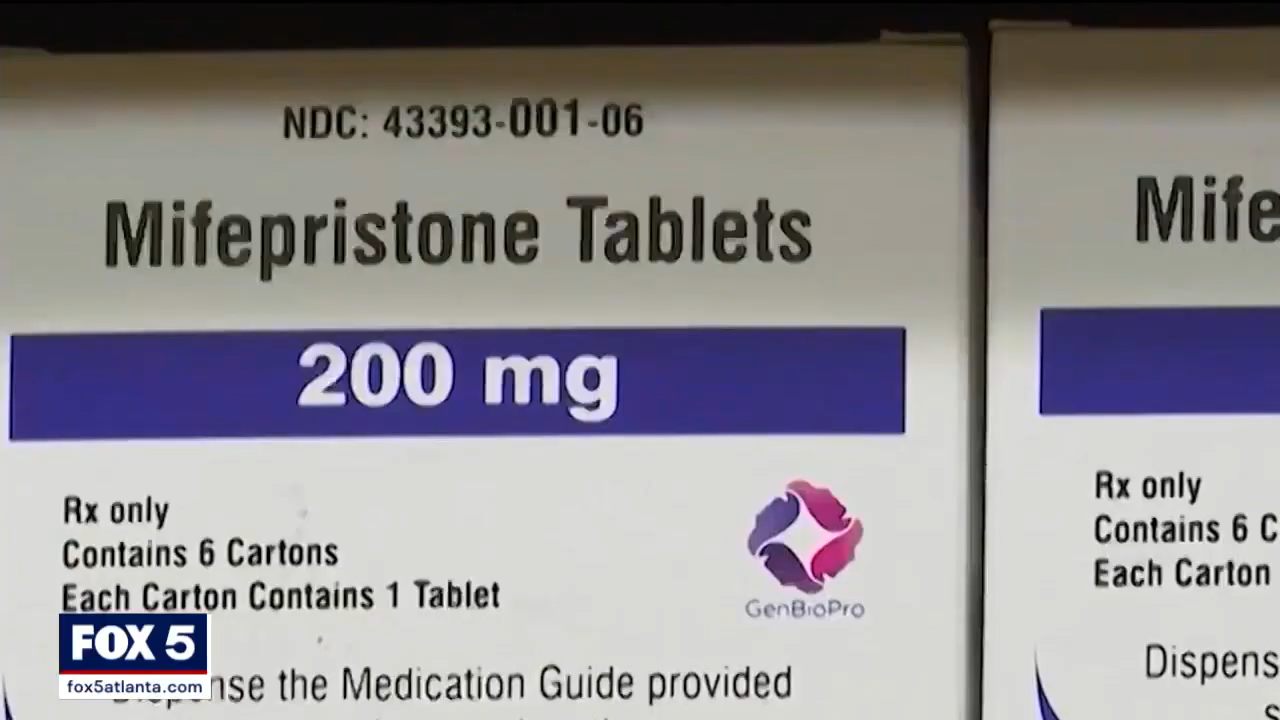 NDC: 43393-001-06
Mifepristone Tablets
200 mg
Rx only
Contains 6 Cartons
Each Carton Contains 1 Tablet
GenBioPro
the Medication Guide provided
Mife
Rx only
Contains 6 C
Each Carton
Dispens
FOX 5
fox5atlanta.com